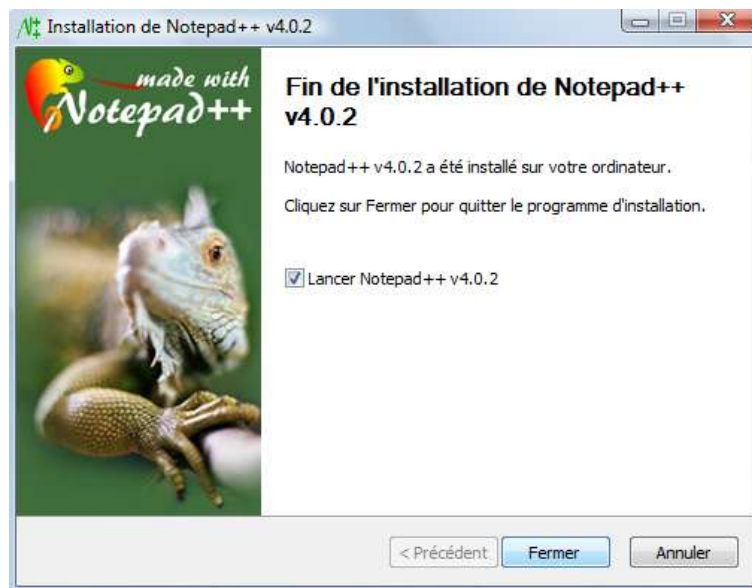 Installation de Notepad++ v4.0.2
made with
Notepad++
Fin de l'installation de Notepad++
v4.0.2
Notepad++ v4.0.2 a été installé sur votre ordinateur.
Cliquez sur Fermer pour quitter le programme d'installation.
Lancer Notepad++ v4.0.2
< Précédent Fermer Annuler